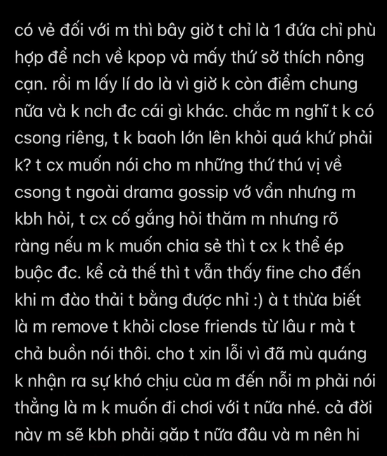 có vẻ đối với m thì bây giờ t chỉ là 1 đứa chỉ phù
hợp để nch về kpop và mấy thứ sở thích nông
cạn. rồi m lấy lí do là vì giờ k còn điểm chung
nữa và k nch đc cái gì khác. chắc m nghĩ t k có
csong riêng, t k baoh lớn lên khỏi quá khứ phải
k? t cx muốn nói cho m những thứ thú vị về
csong t ngoài drama gossip vớ vẩn nhưng m
kbh hỏi, t cx cố gắng hỏi thăm m nhưng rõ
ràng nếu m k muốn chia sẻ thì t cx k thể ép
buộc đc. kể cả thế thì t vẫn thấy fine cho đến
khi m đào thải t bằng được nhỉ :) à t thừa biết
là m remove t khỏi close friends từ lâu r mà t
chả buồn nói thôi. cho t xin lỗi vì đã mù quáng
k nhận ra sự khó chịu của m đến nỗi m phải nói
thẳng là m k muốn đi chơi với t nữa nhé. cả đời
này m sẽ kbh phải gặp t nữa đâu và m nên hi